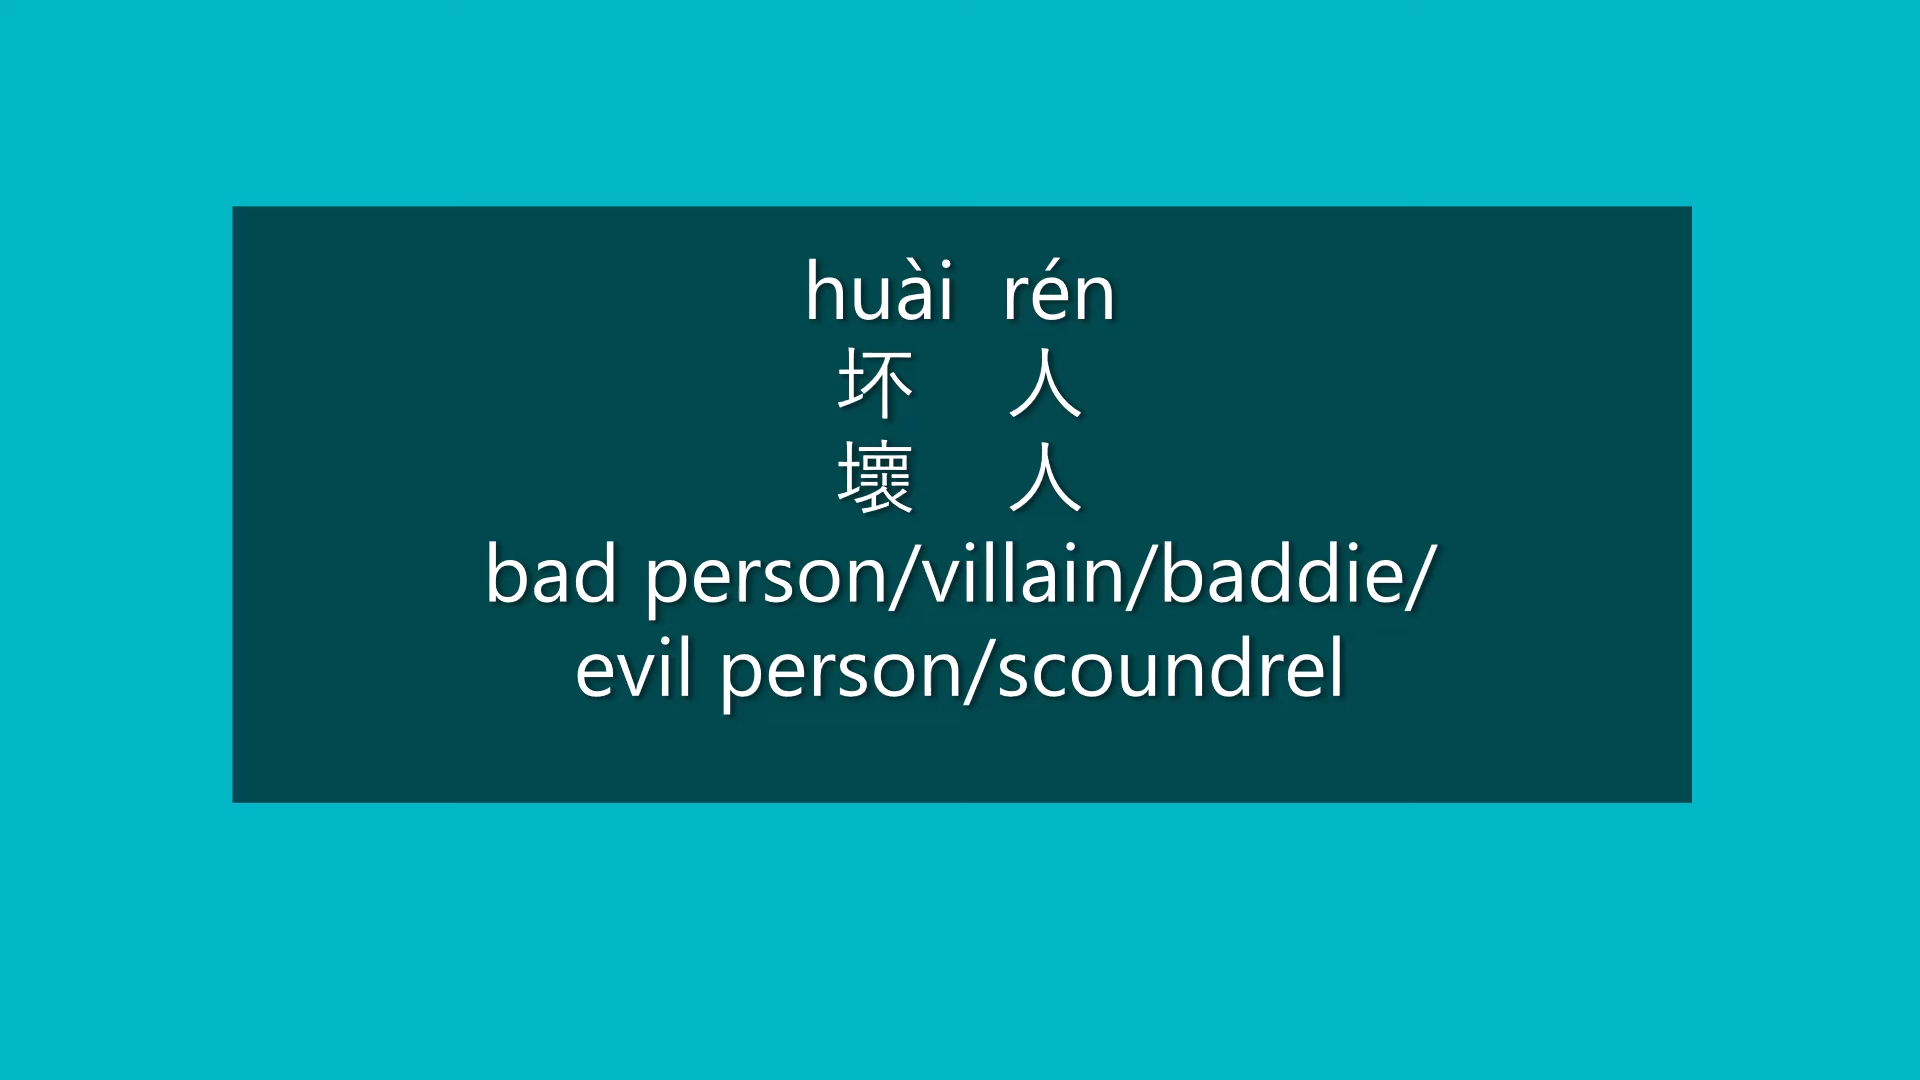 huài rén
坏 人
壞 人
bad person/villain/baddie/
evil person/scoundrel